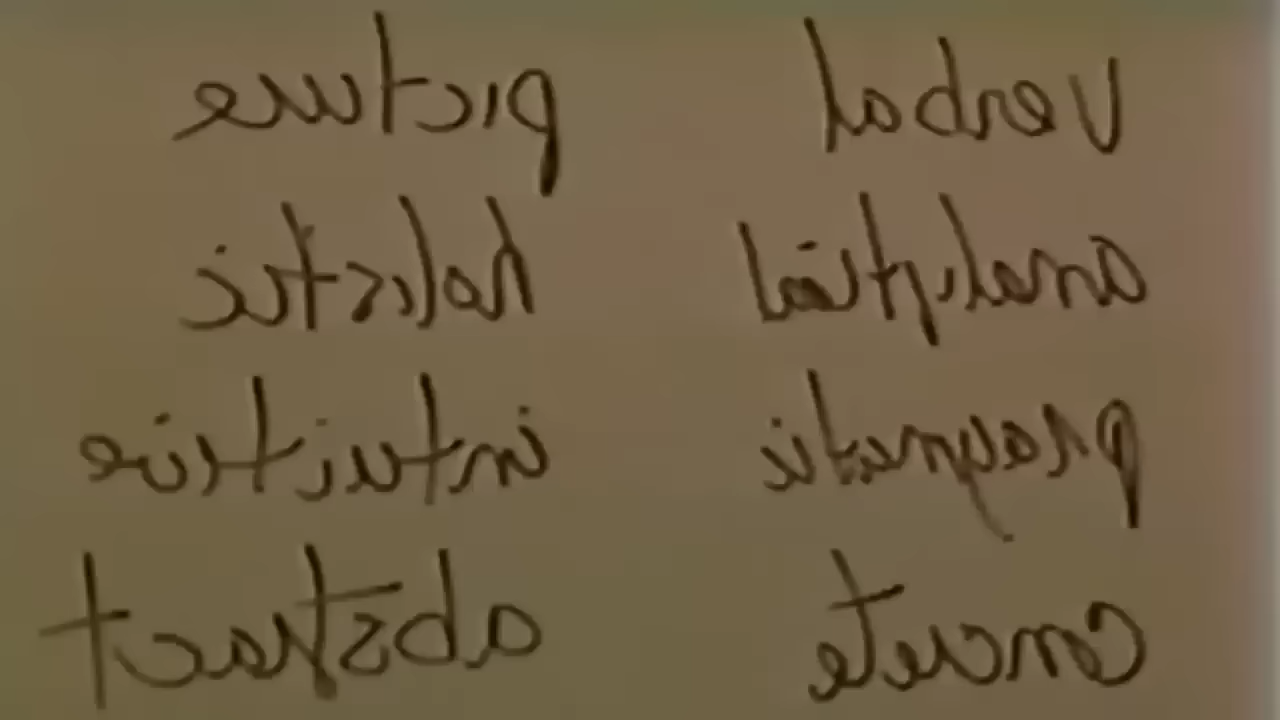 verbal picture
analytical holistic
pragmatic intuitive
concrete abstract